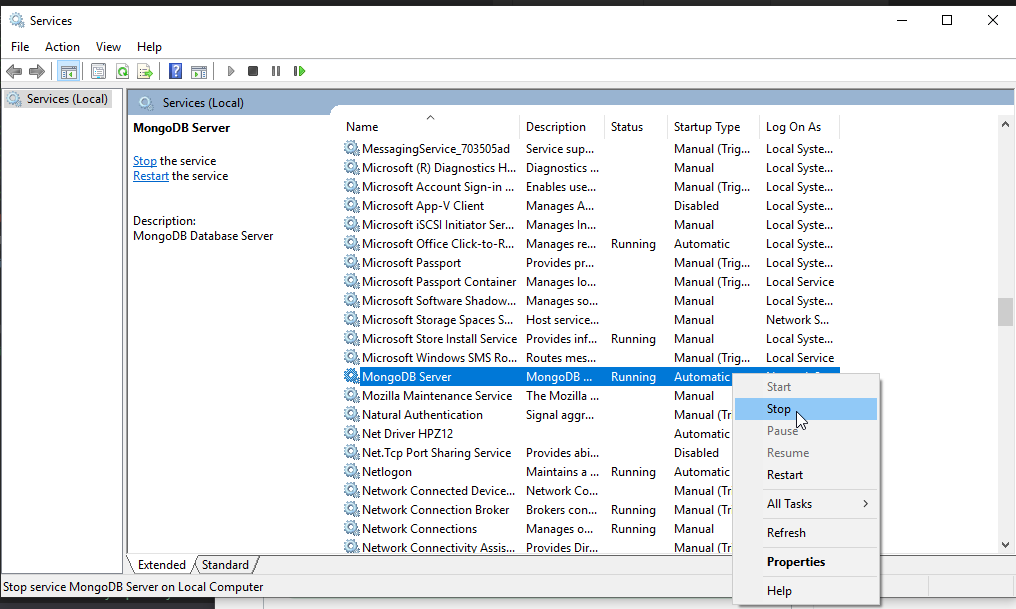 Services
File Action View Help
Services (Local)
Services (Local)
MongoDB Server
Stop the service
Restart the service
Description:
MongoDB Database Server
Name Description Status Startup Type Log On As
MessagingService_703505ad Service sup... Manual (Trig... Local Syste...
Microsoft (R) Diagnostics H... Diagnostics ... Manual Local Syste...
Microsoft Account Sign-in ... Enables use... Manual (Trig... Local Syste...
Microsoft App-V Client Manages A... Disabled Local Syste...
Microsoft iSCSI Initiator Ser... Manages In... Manual Local Syste...
Microsoft Office Click-to-R... Manages re... Running Automatic Local Syste...
Microsoft Passport Provides pr... Manual (Trig... Local Syste...
Microsoft Passport Container Manages lo... Manual (Trig... Local Service
Microsoft Software Shadow... Manages so... Manual Local Syste...
Microsoft Storage Spaces S... Host service... Manual Network S...
Microsoft Store Install Service Provides inf... Running Manual Local Syste...
Microsoft Windows SMS Ro... Routes mes... Manual (Trig... Local Service
MongoDB Server MongoDB ... Running Automatic
Mozilla Maintenance Service The Mozilla ... Manual
Natural Authentication Signal aggr... Manual (Tr
Net Driver HPZ12 Automatic
Net.Tcp Port Sharing Service Provides abi... Disabled
Netlogon Maintains a ... Running Automatic
Network Connected Device... Network Co... Manual (Tr
Network Connection Broker Brokers con... Running Manual (Tr
Network Connections Manages o... Running Manual
Network Connectivity Assis... Provides Dir... Manual (Tr
Start
Stop
Pause
Resume
Restart
All Tasks
Refresh
Properties
Help
Extended Standard
Stop service MongoDB Server on Local Computer